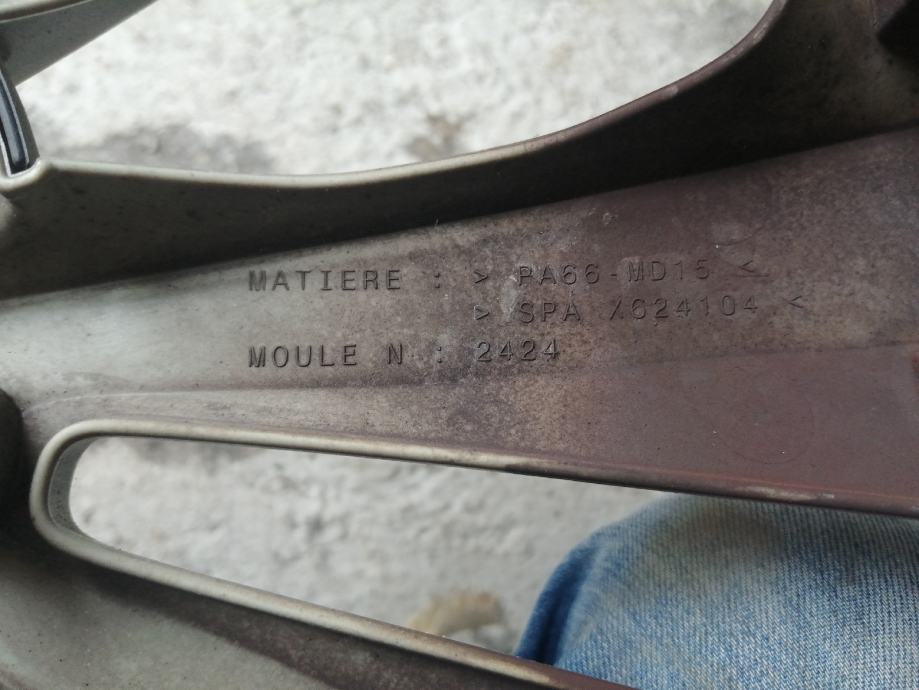 MATIERE : > PA66-MD15 <
> SPA X624104 <
MOULE N : 2424